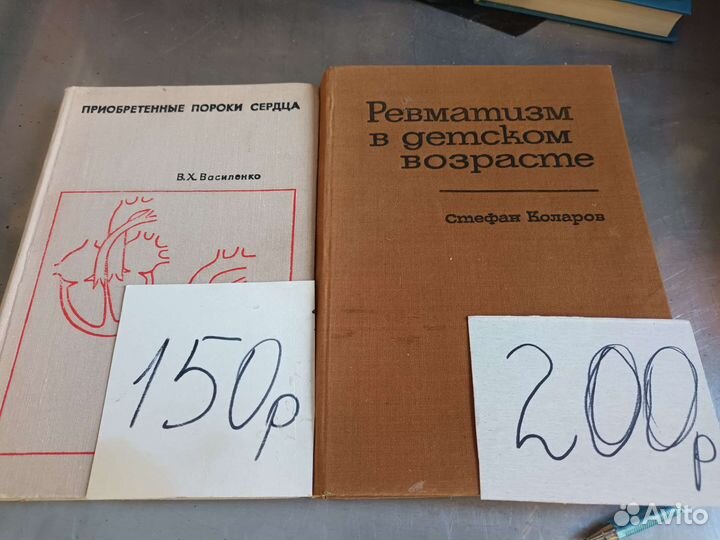 ПРИОБРЕТЕННЫЕ ПОРОКИ СЕРДЦА
В.Х. Василенко
150р
Ревматизм
в детском
возрасте
Стефан Коларов
200р
Avito